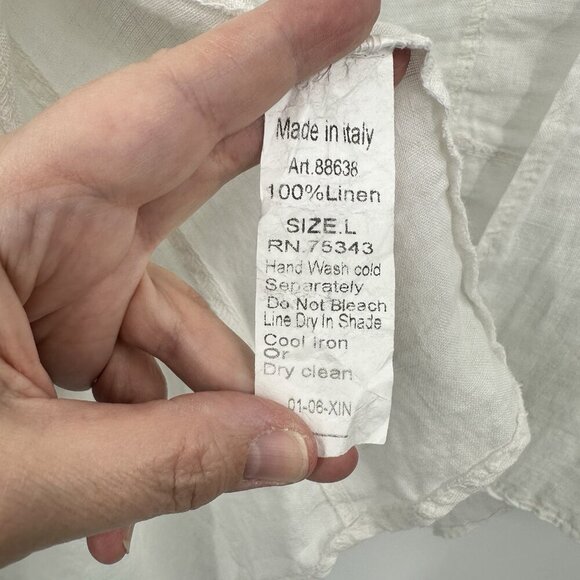 Made in italy
Art.88638
100%Linen
SIZE.L
RN.75343
Hand Wash cold
Separately
Do Not Bleach
Line Dry In Shade
Cool Iron
Or
Dry clean
01-06-XIN